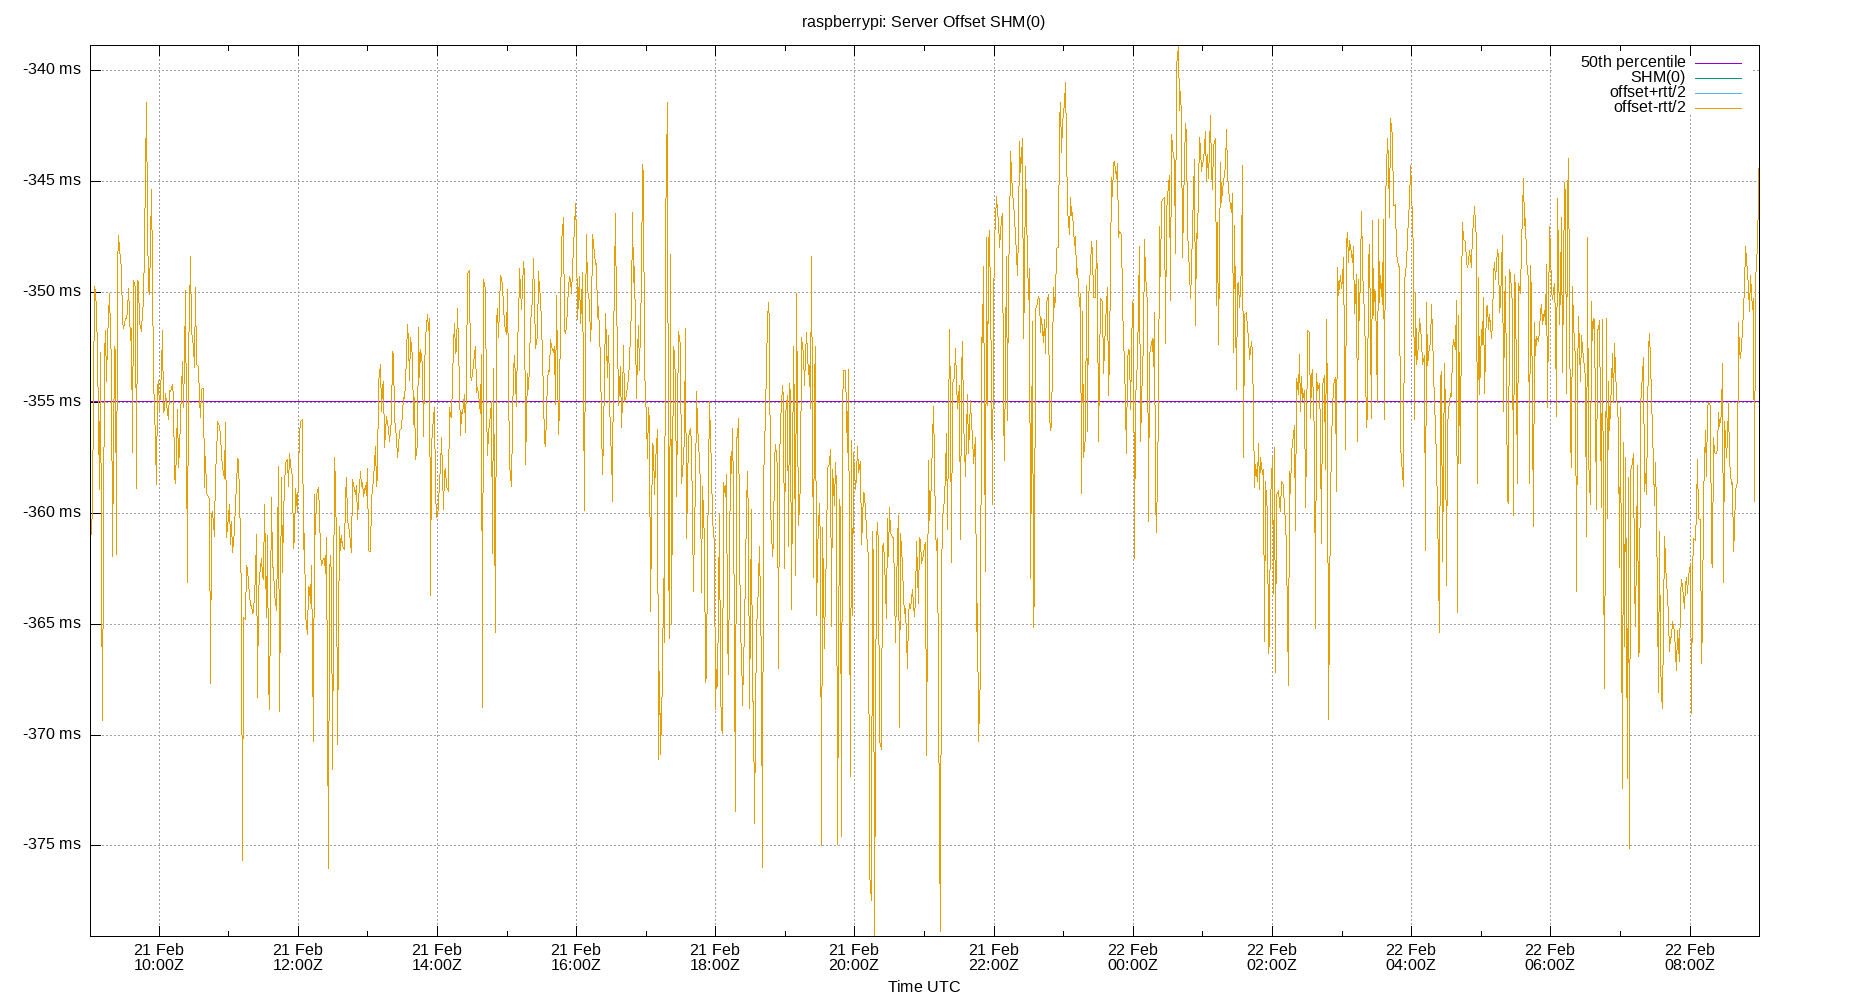 raspberrypi: Server Offset SHM(0)
50th percentile
SHM(0)
offset+rtt/2
offset-rtt/2
-340 ms
-345 ms
-350 ms
-355 ms
-360 ms
-365 ms
-370 ms
-375 ms
21 Feb 21 Feb 21 Feb 21 Feb 21 Feb 21 Feb 21 Feb 22 Feb 22 Feb 22 Feb 22 Feb 22 Feb
10:00Z 12:00Z 14:00Z 16:00Z 18:00Z 20:00Z 22:00Z 00:00Z 02:00Z 04:00Z 06:00Z 08:00Z
Time UTC